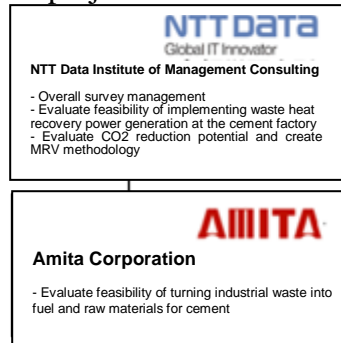 NTT DATA
Global IT Innovator
NTT Data Institute of Management Consulting
- Overall survey management
- Evaluate feasibility of implementing waste heat
recovery power generation at the cement factory
- Evaluate CO2 reduction potential and create
MRV methodology
AMITA
Amita Corporation
- Evaluate feasibility of turning industrial waste into
fuel and raw materials for cement